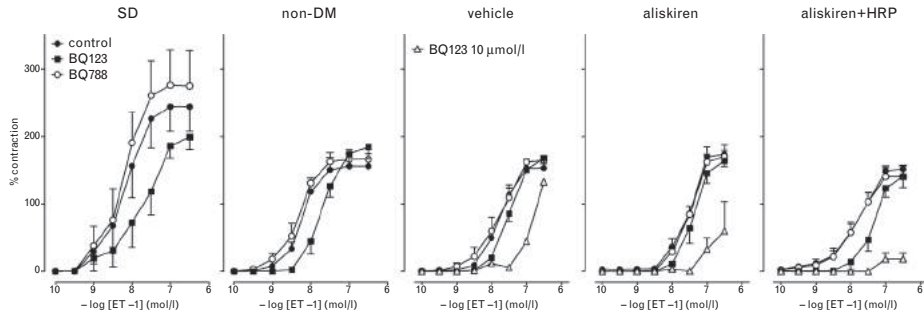 SD
non-DM
vehicle
aliskiren
aliskiren+HRP
control
BQ123
BQ788
BQ123 10 μmol/l
% contraction
300
200
100
0
10 9 8 7 6
10 9 8 7 6
10 9 8 7 6
10 9 8 7 6
10 9 8 7 6
– log [ET –1] (mol/l)
– log [ET –1] (mol/l)
– log [ET –1] (mol/l)
– log [ET –1] (mol/l)
– log [ET –1] (mol/l)